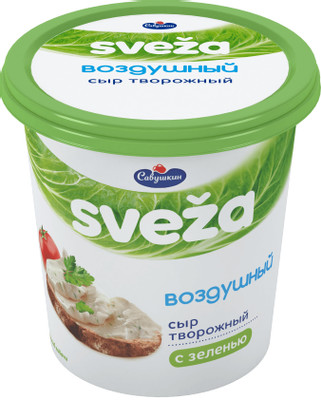 sveža
воздушный
сыр творожный
Савушкин
sveža
воздушный
сыр
творожный
с зеленью